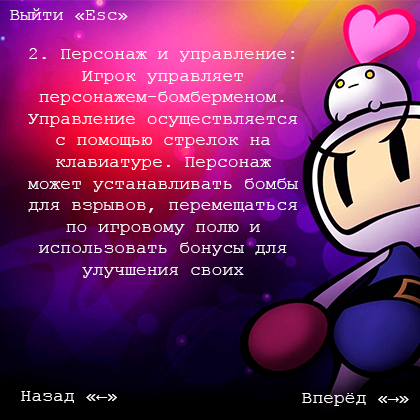 Выйти «Esc»
2. Персонаж и управление:
Игрок управляет
персонажем-бомберменом.
Управление осуществляется
с помощью стрелок на
клавиатуре. Персонаж
может устанавливать бомбы
для взрывов, перемещаться
по игровому полю и
использовать бонусы для
улучшения своих
Назад «←»
Вперёд «→»